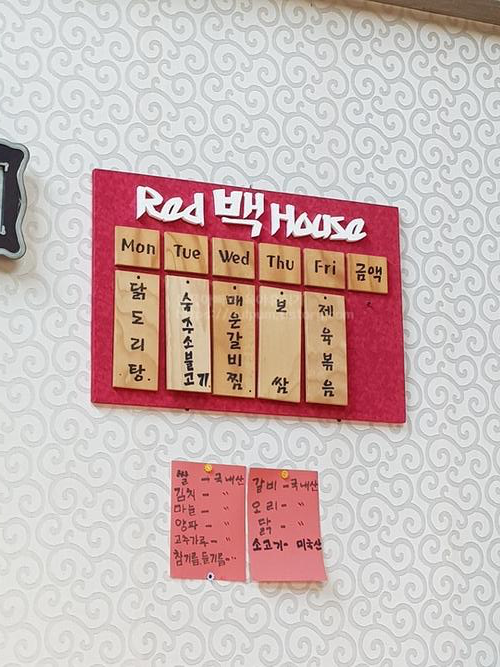 Red 백 House
Mon Tue Wed Thu Fri 금액
닭도리탕
숙주소불고기
매운갈비찜
보쌈
제육볶음
쌀 - 국내산
김치 - "
마늘 - "
양파 - "
고추가루 - "
참기름,들기름 - "
갈비 - 국내산
오리 - "
닭 - "
소고기 - 미국산